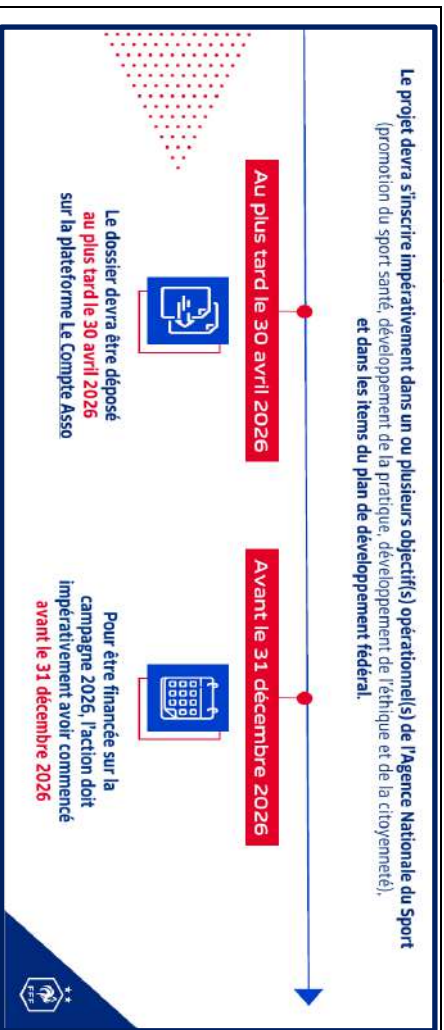 Le projet devra s'inscrire impérativement dans un ou plusieurs objectif(s) opérationnel(s) de l'Agence Nationale du Sport
(promotion du sport santé, développement de la pratique, développement de l'éthique et de la citoyenneté),
et dans les items du plan de développement fédéral.
Au plus tard le 30 avril 2026
Le dossier devra être déposé
au plus tard le 30 avril 2026
sur la plateforme Le Compte Asso
Avant le 31 décembre 2026
Pour être financée sur la
campagne 2026, l'action doit
impérativement avoir commencé
avant le 31 décembre 2026
FFF